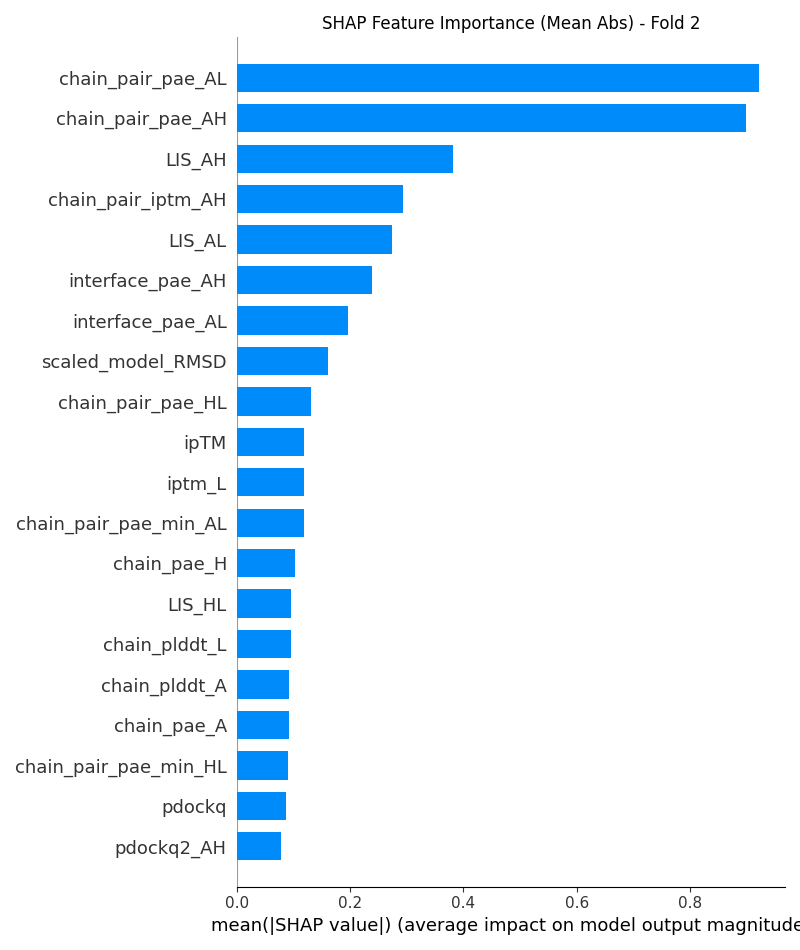 SHAP Feature Importance (Mean Abs) - Fold 2
chain_pair_pae_AL
chain_pair_pae_AH
LIS_AH
chain_pair_iptm_AH
LIS_AL
interface_pae_AH
interface_pae_AL
scaled_model_RMSD
chain_pair_pae_HL
ipTM
iptm_L
chain_pair_pae_min_AL
chain_pae_H
LIS_HL
chain_plddt_L
chain_plddt_A
chain_pae_A
chain_pair_pae_min_HL
pdockq
pdockq2_AH
0.0 0.2 0.4 0.6 0.8
mean(|SHAP value|) (average impact on model output magnitude